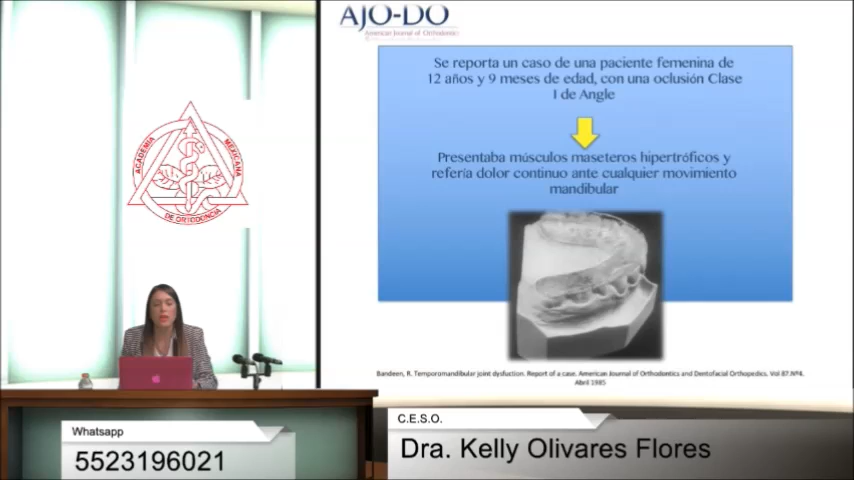 AJO-DO
American Journal of Orthodontics
Se reporta un caso de una paciente femenina de
12 años y 9 meses de edad, con una oclusión Clase
I de Angle
Presentaba músculos maseteros hipertróficos y
refería dolor continuo ante cualquier movimiento
mandibular
ACADEMIA
MEXICANA
DE ORTODONCIA
Bandeen, R. Temporomandibular joint dysfution. Report of a case. American Journal of Orthodontics and Dentofacial Orthopedics. Vol 87.Nº4.
Abril 1985
Whatsapp
5523196021
C.E.S.O.
Dra. Kelly Olivares Flores